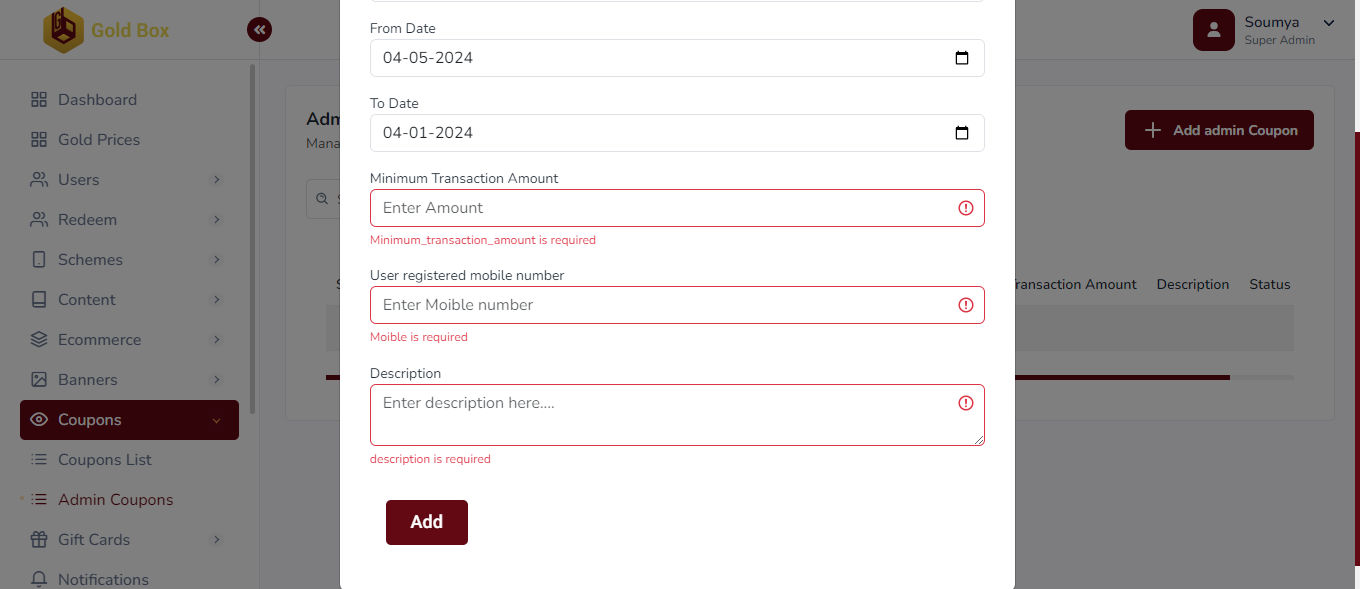 Gold Box
Soumya
Super Admin
Dashboard
Gold Prices
Users
Redeem
Schemes
Content
Ecommerce
Banners
Coupons
Coupons List
Admin Coupons
Gift Cards
Notifications
Add admin Coupon
Transaction Amount Description Status
From Date
04-05-2024
To Date
04-01-2024
Minimum Transaction Amount
Enter Amount
Minimum_transaction_amount is required
User registered mobile number
Enter Moible number
Moible is required
Description
Enter description here....
description is required
Add